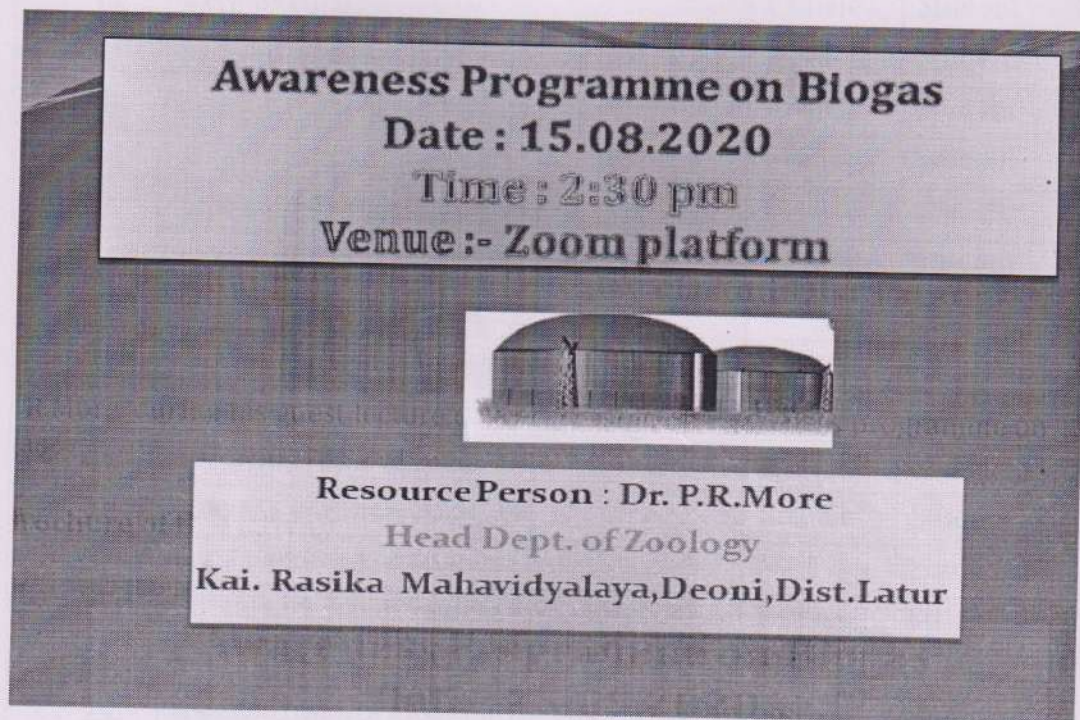 Awareness Programme on Biogas
Date : 15.08.2020
Time : 2:30 pm
Venue :- Zoom platform
Resource Person : Dr. P.R.More
Head Dept. of Zoology
Kai. Rasika Mahavidyalaya,Deoni,Dist.Latur